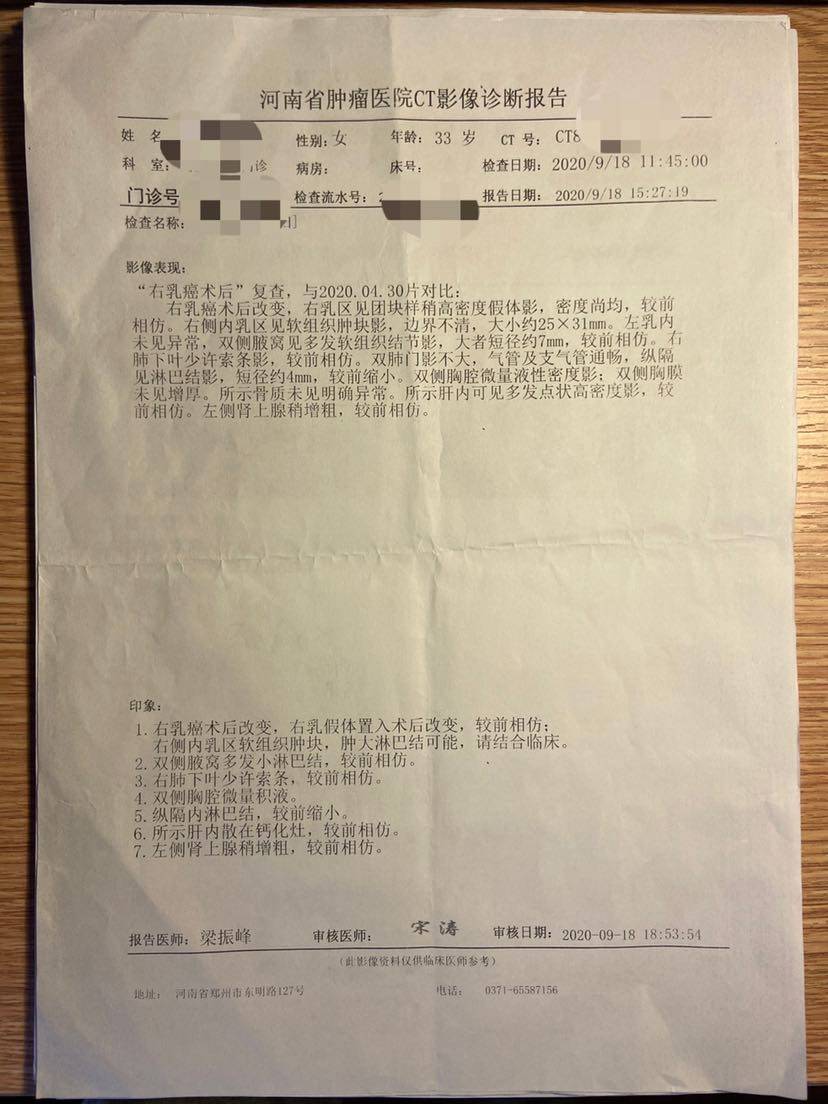 河南省肿瘤医院CT影像诊断报告
姓 名 性别: 女 年龄: 33 岁 CT 号: CT8
科 室: 诊 病房: 床号: 检查日期: 2020/9/18 11:45:00
门诊号 检查流水号: 报告日期: 2020/9/18 15:27:19
检查名称:
影像表现:
“右乳癌术后”复查，与2020.04.30片对比：
右乳癌术后改变，右乳区见团块样稍高密度假体影，密度尚均，较前
相仿。右侧内乳区见软组织肿块影，边界不清，大小约25×31mm。左乳内
未见异常，双侧腋窝见多发软组织结节影，大者短径约7mm，较前相仿。右
肺下叶少许索条影，较前相仿。双肺门影不大，气管及支气管通畅，纵隔
见淋巴结影，短径约4mm，较前缩小。双侧胸腔微量液性密度影；双侧胸膜
未见增厚。所示骨质未见明确异常。所示肝内可见多发点状高密度影，较
前相仿。左侧肾上腺稍增粗，较前相仿。
印象:
1. 右乳癌术后改变，右乳假体置入术后改变，较前相仿；
右侧内乳区软组织肿块，肿大淋巴结可能，请结合临床。
2. 双侧腋窝多发小淋巴结，较前相仿。
3. 右肺下叶少许索条，较前相仿。
4. 双侧胸腔微量积液。
5. 纵隔内淋巴结，较前缩小。
6. 所示肝内散在钙化灶，较前相仿。
7. 左侧肾上腺稍增粗，较前相仿。
报告医师: 梁振峰 审核医师: 宋涛 审核日期: 2020-09-18 18:53:54
(此影像资料仅供临床医师参考)
地址: 河南省郑州市东明路127号 电话: 0371-65587156